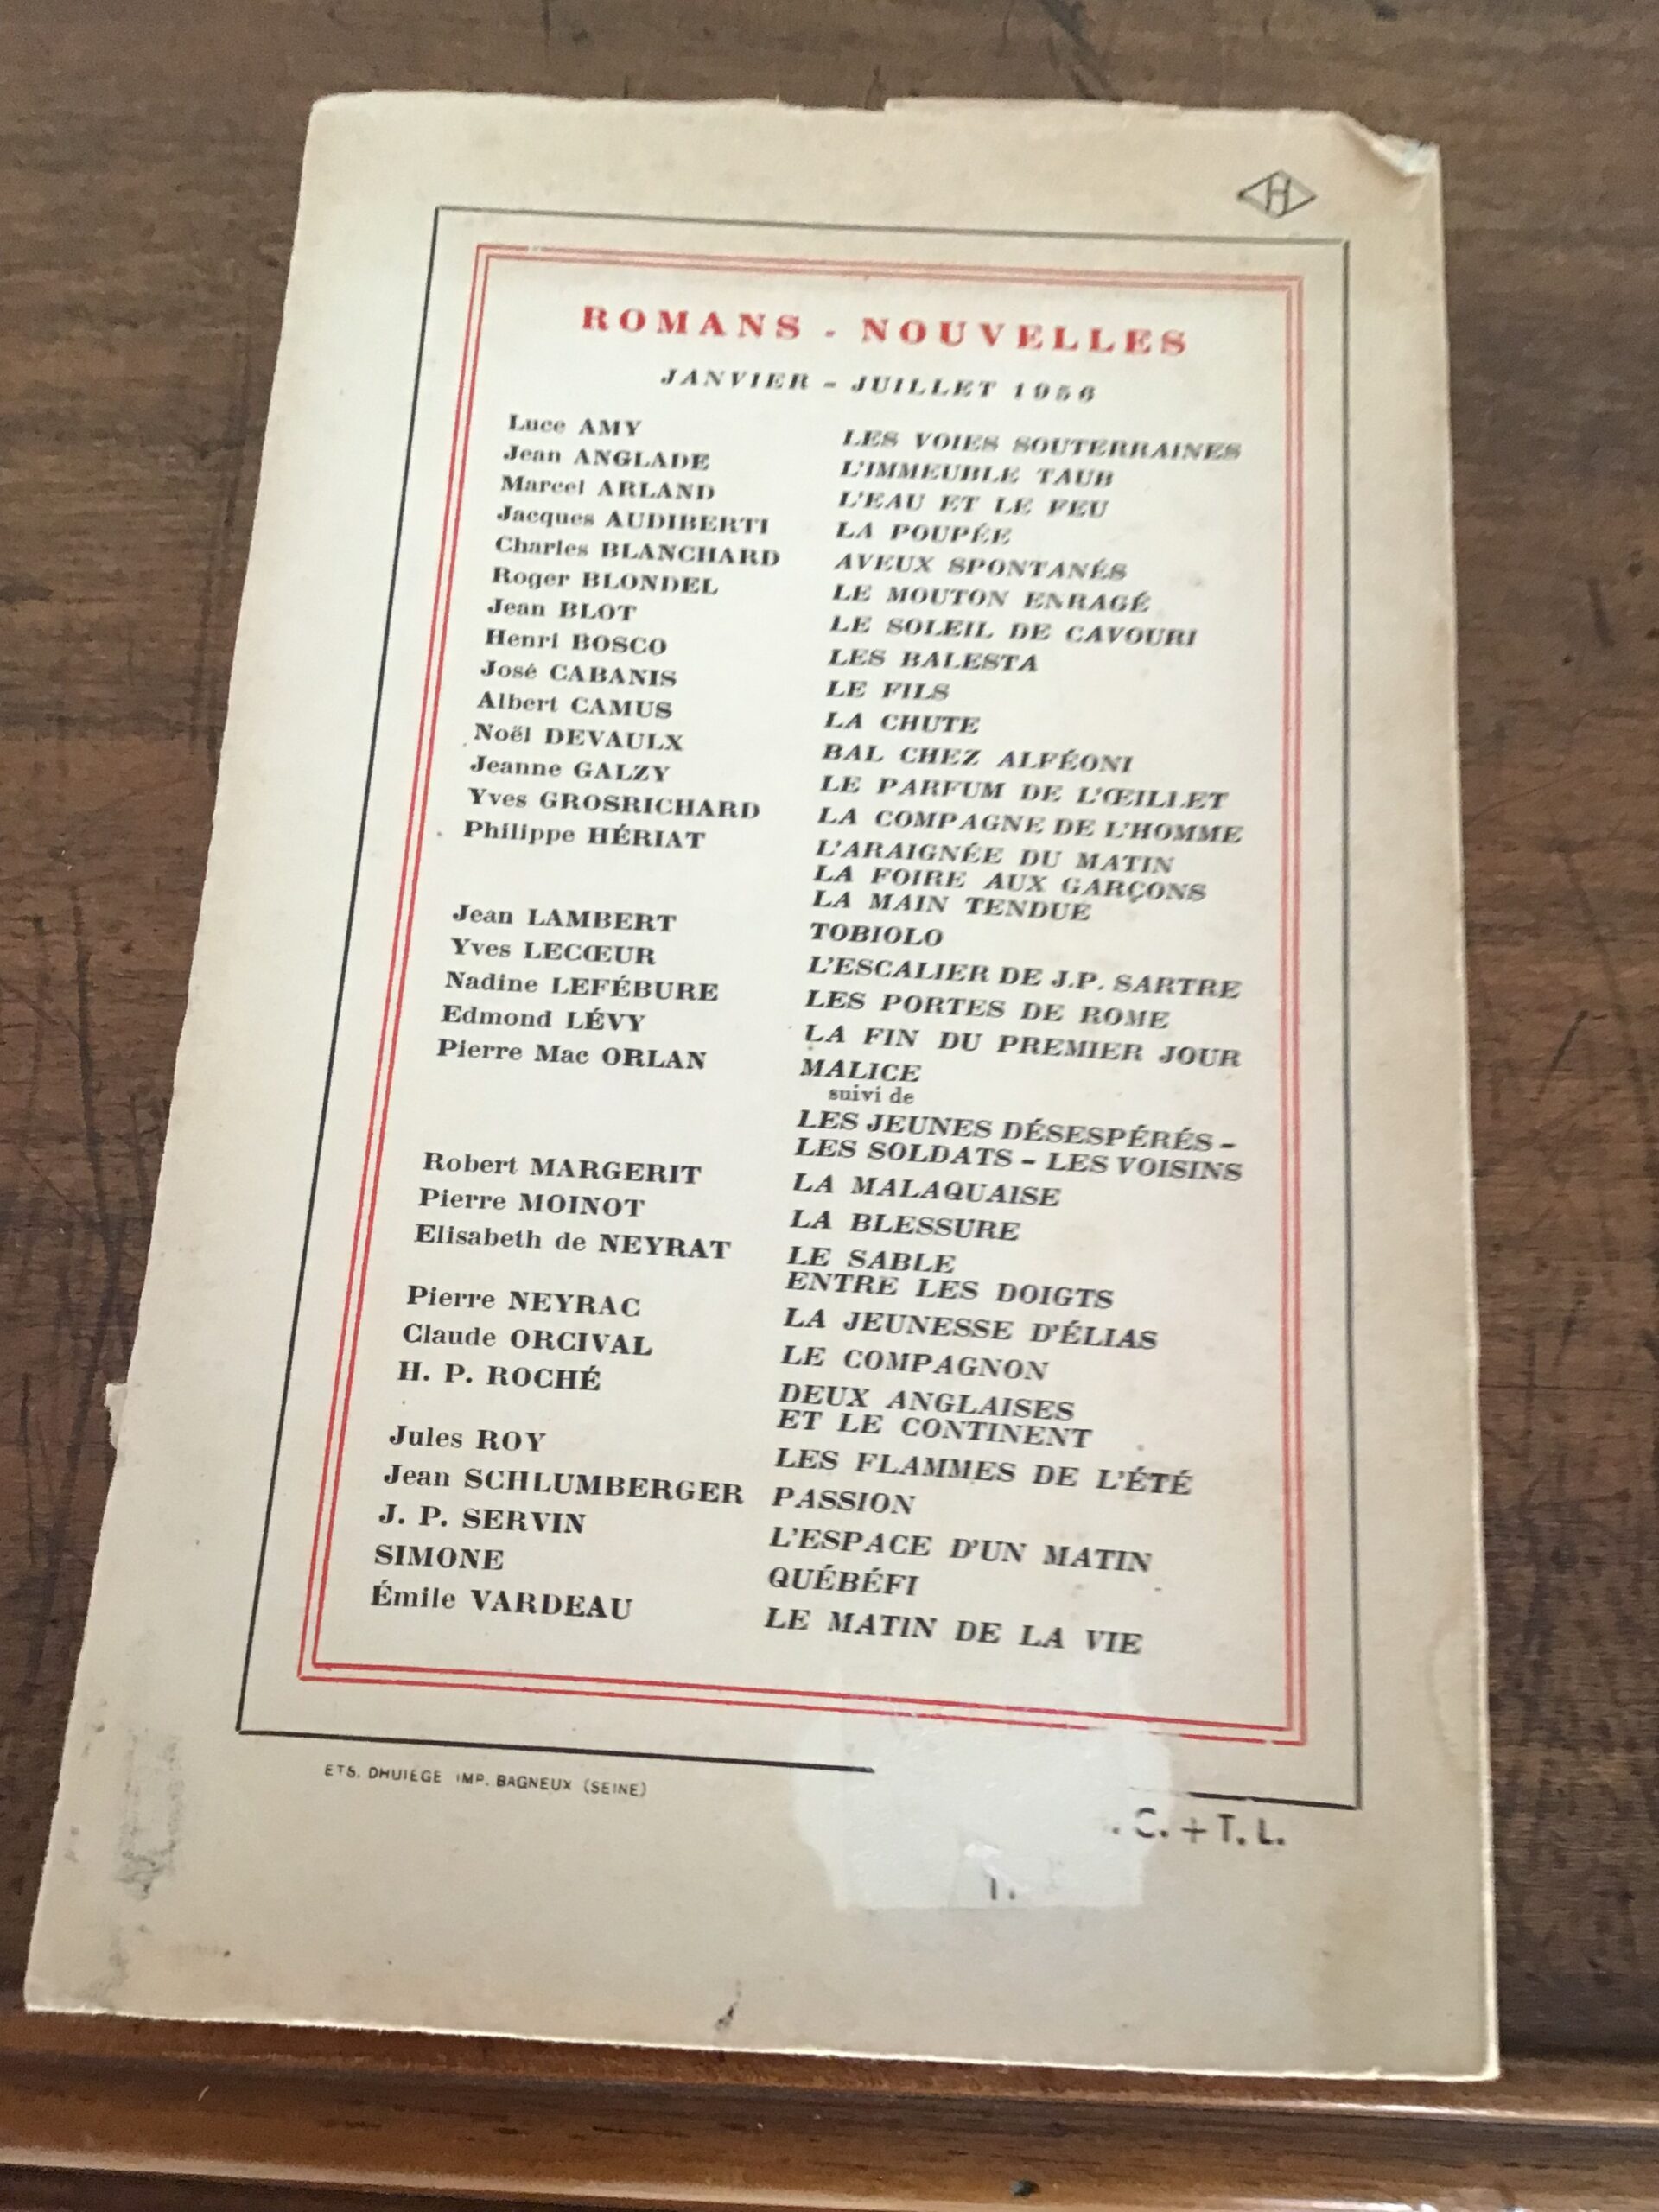 H
ROMANS - NOUVELLES
JANVIER - JUILLET 1956
Luce AMY LES VOIES SOUTERRAINES
Jean ANGLADE L'IMMEUBLE TAUB
Marcel ARLAND L'EAU ET LE FEU
Jacques AUDIBERTI LA POUPÉE
Charles BLANCHARD AVEUX SPONTANÉS
Roger BLONDEL LE MOUTON ENRAGÉ
Jean BLOT LE SOLEIL DE CAVOURI
Henri BOSCO LES BALESTA
José CABANIS LE FILS
Albert CAMUS LA CHUTE
Noël DEVAULX BAL CHEZ ALFÉONI
Jeanne GALZY LE PARFUM DE L'ŒILLET
Yves GROSRICHARD LA COMPAGNE DE L'HOMME
Philippe HÉRIAT L'ARAIGNÉE DU MATIN
LA FOIRE AUX GARÇONS
LA MAIN TENDUE
Jean LAMBERT TOBIOLO
Yves LECŒUR L'ESCALIER DE J.P. SARTRE
Nadine LEFÉBURE LES PORTES DE ROME
Edmond LÉVY LA FIN DU PREMIER JOUR
Pierre Mac ORLAN MALICE
suivi de
LES JEUNES DÉSESPÉRÉS -
LES SOLDATS - LES VOISINS
Robert MARGERIT LA MALAQUAISE
Pierre MOINOT LA BLESSURE
Elisabeth de NEYRAT LE SABLE
ENTRE LES DOIGTS
Pierre NEYRAC LA JEUNESSE D'ÉLIAS
Claude ORCIVAL LE COMPAGNON
H. P. ROCHÉ DEUX ANGLAISES
ET LE CONTINENT
Jules ROY LES FLAMMES DE L'ÉTÉ
Jean SCHLUMBERGER PASSION
J. P. SERVIN L'ESPACE D'UN MATIN
SIMONE QUÉBÉFI
Émile VARDEAU LE MATIN DE LA VIE
ETS. DHUIEGE IMP. BAGNEUX (SEINE)
. C. + T. L.